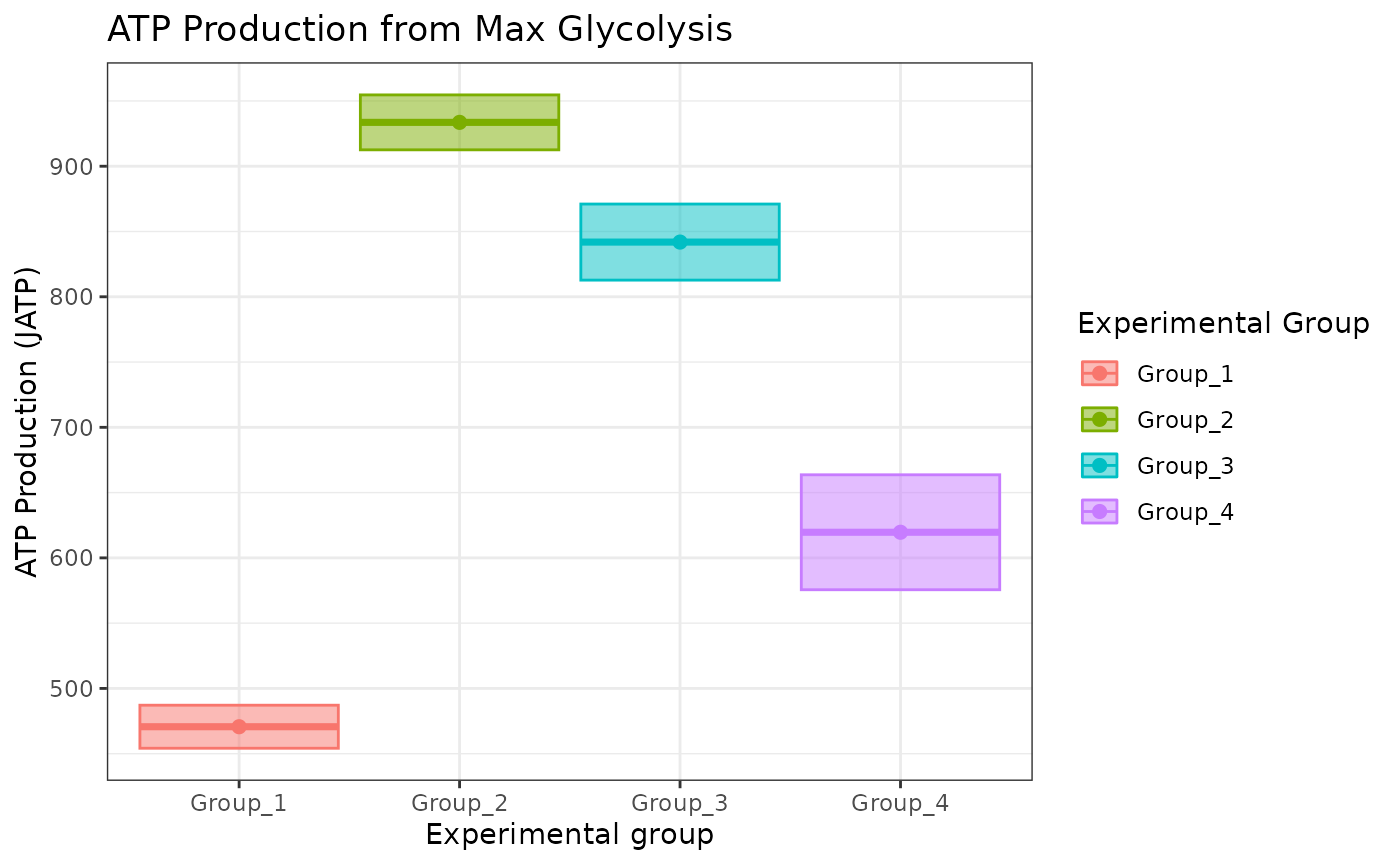 ATP Production from Max Glycolysis
ATP Production (JATP)
900
800
700
600
500
Group_1
Group_2
Group_3
Group_4
Experimental group
Experimental Group
Group_1
Group_2
Group_3
Group_4